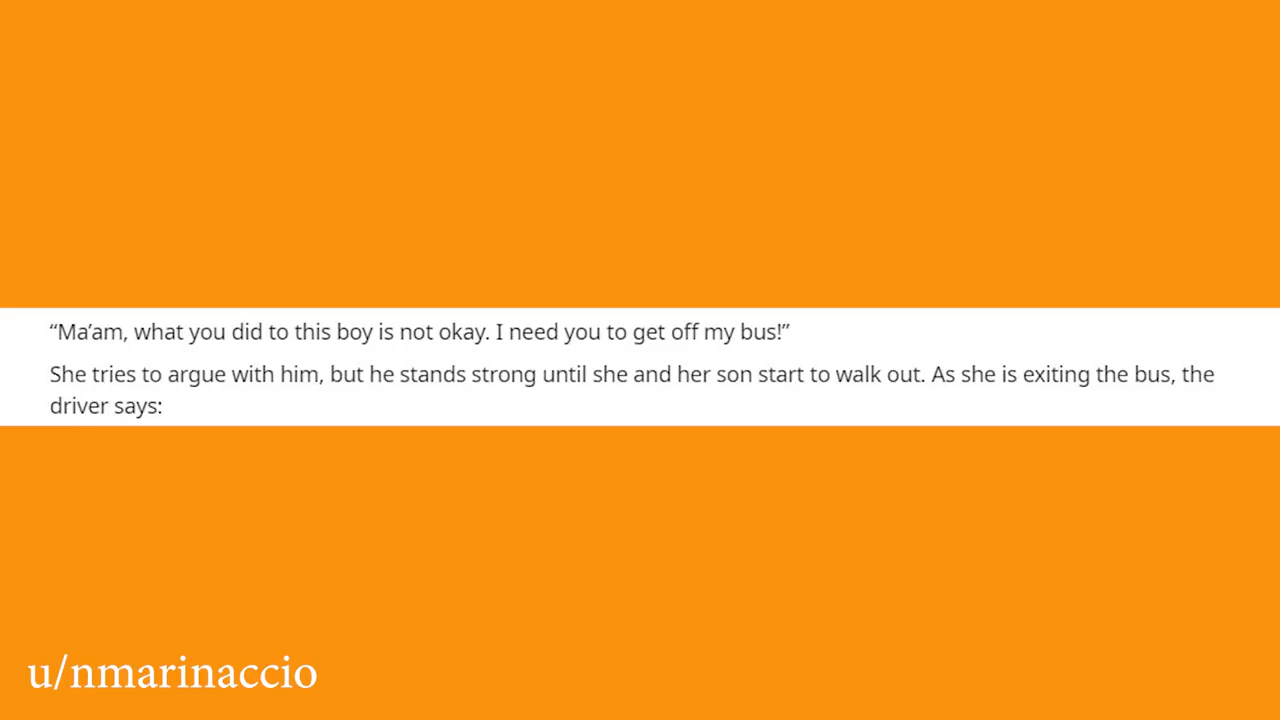 “Ma’am, what you did to this boy is not okay. I need you to get off my bus!”
She tries to argue with him, but he stands strong until she and her son start to walk out. As she is exiting the bus, the
driver says:
u/nmarinaccio